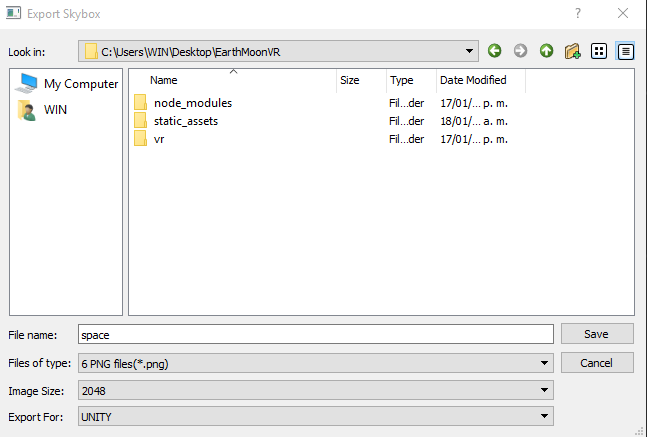 Export Skybox
?
Look in:
C:\Users\WIN\Desktop\EarthMoonVR
My Computer
WIN
Name Size Type Date Modified
node_modules Fil...der 17/01/... p. m.
static_assets Fil...der 18/01/... a. m.
vr Fil...der 17/01/... p. m.
File name: space Save
Files of type: 6 PNG files(*.png) Cancel
Image Size: 2048
Export For: UNITY